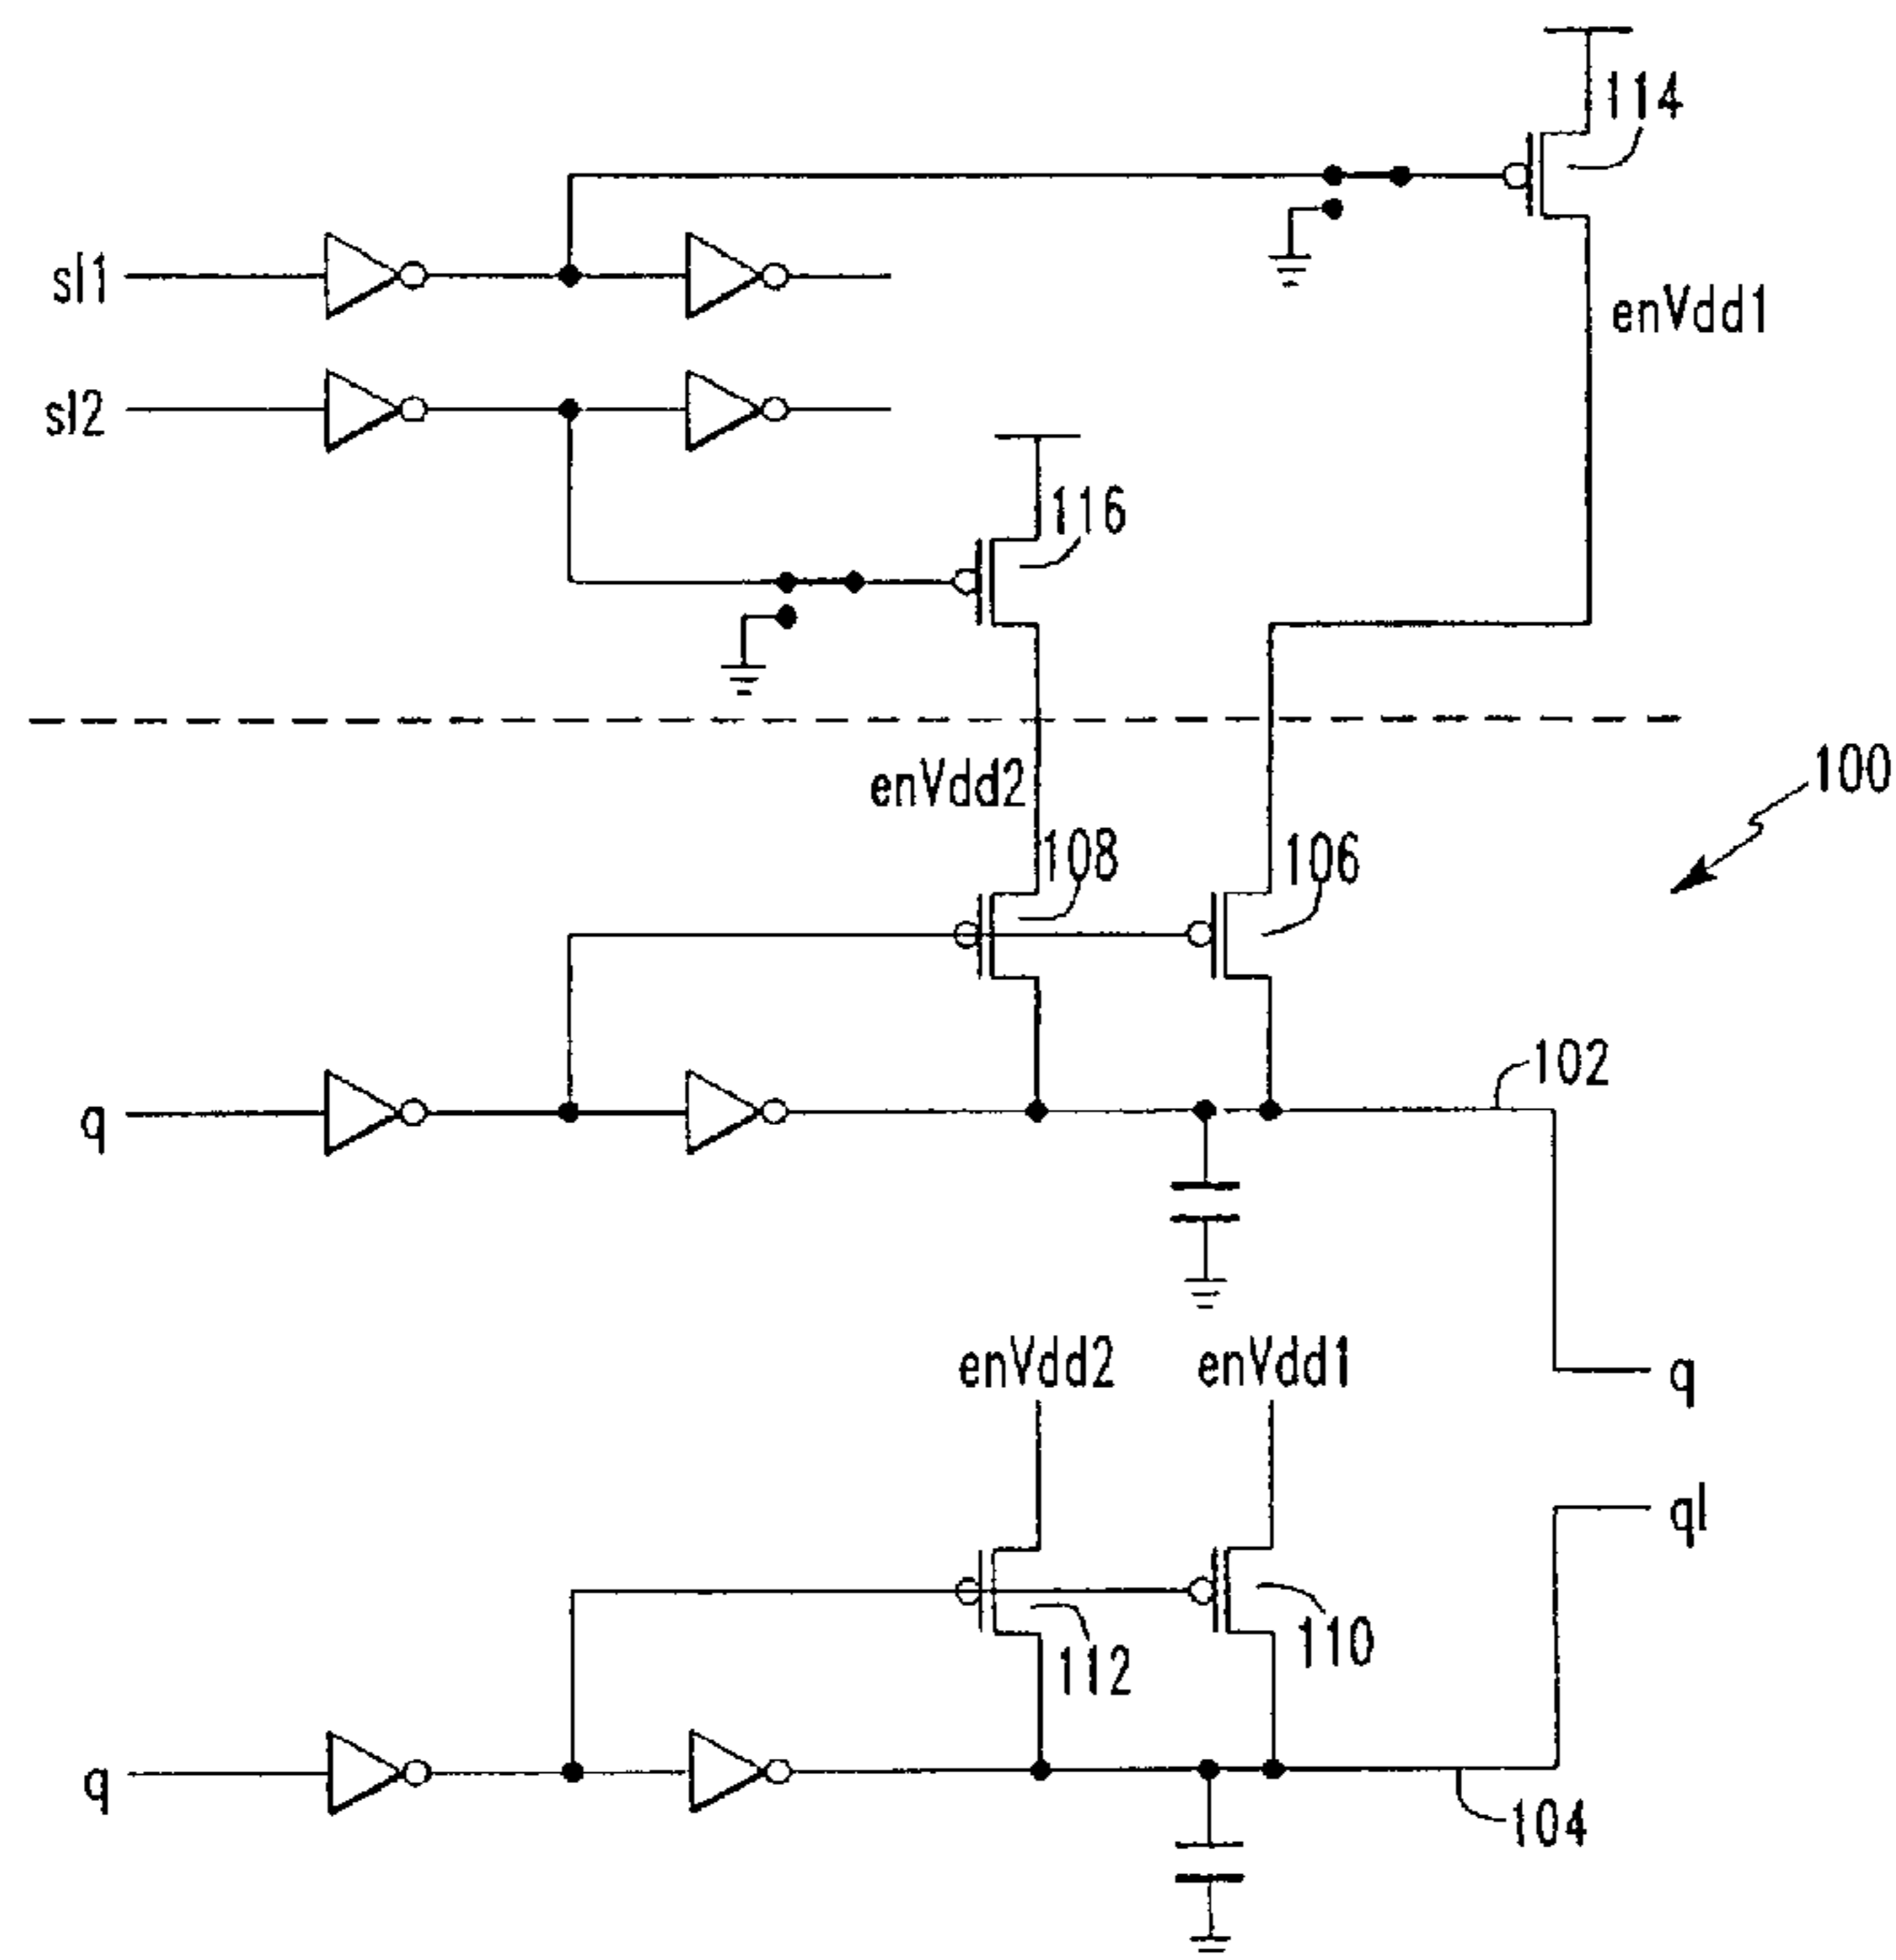 114
sl1
enVdd1
sl2
116
100
enVdd2
108
106
102
q
enVdd2
enVdd1
q
ql
110
112
q
104